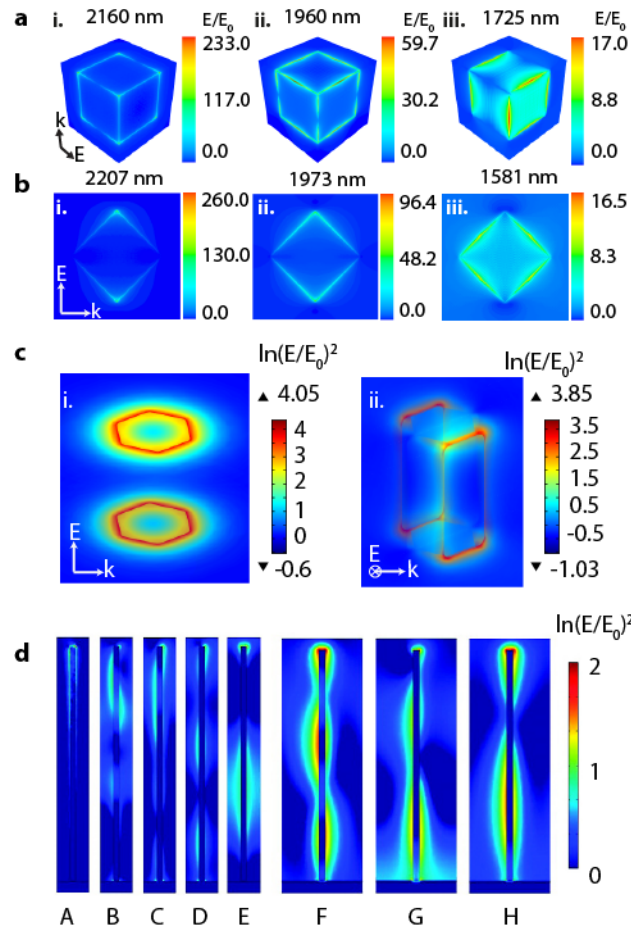 a
i.
2160 nm
E/E0
233.0
117.0
0.0
k
E
ii.
1960 nm
E/E0
59.7
30.2
0.0
iii.
1725 nm
E/E0
17.0
8.8
0.0
b
i.
2207 nm
260.0
130.0
0.0
E
k
ii.
1973 nm
96.4
48.2
0.0
iii.
1581 nm
16.5
8.3
0.0
c
i.
ln(E/E0)²
▲ 4.05
4
3
2
1
0
▼ -0.6
E
k
ii.
ln(E/E0)²
▲ 3.85
3.5
2.5
1.5
0.5
-0.5
▼ -1.03
E
k
d
ln(E/E0)²
2
1
0
A B C D E F G H